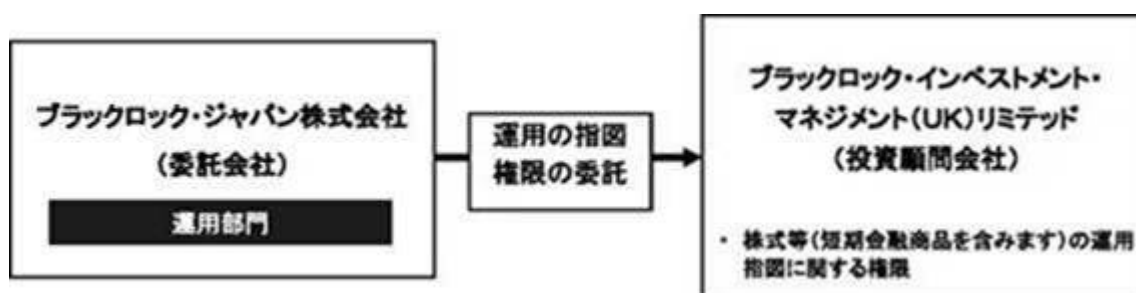 ブラックロック・ジャパン株式会社
(委託会社)
運用部門
運用の指図
権限の委託
ブラックロック・インベストメント・
マネジメント(UK)リミテッド
(投資顧問会社)
・ 株式等(短期金融商品を含みます)の運用
指図に関する権限